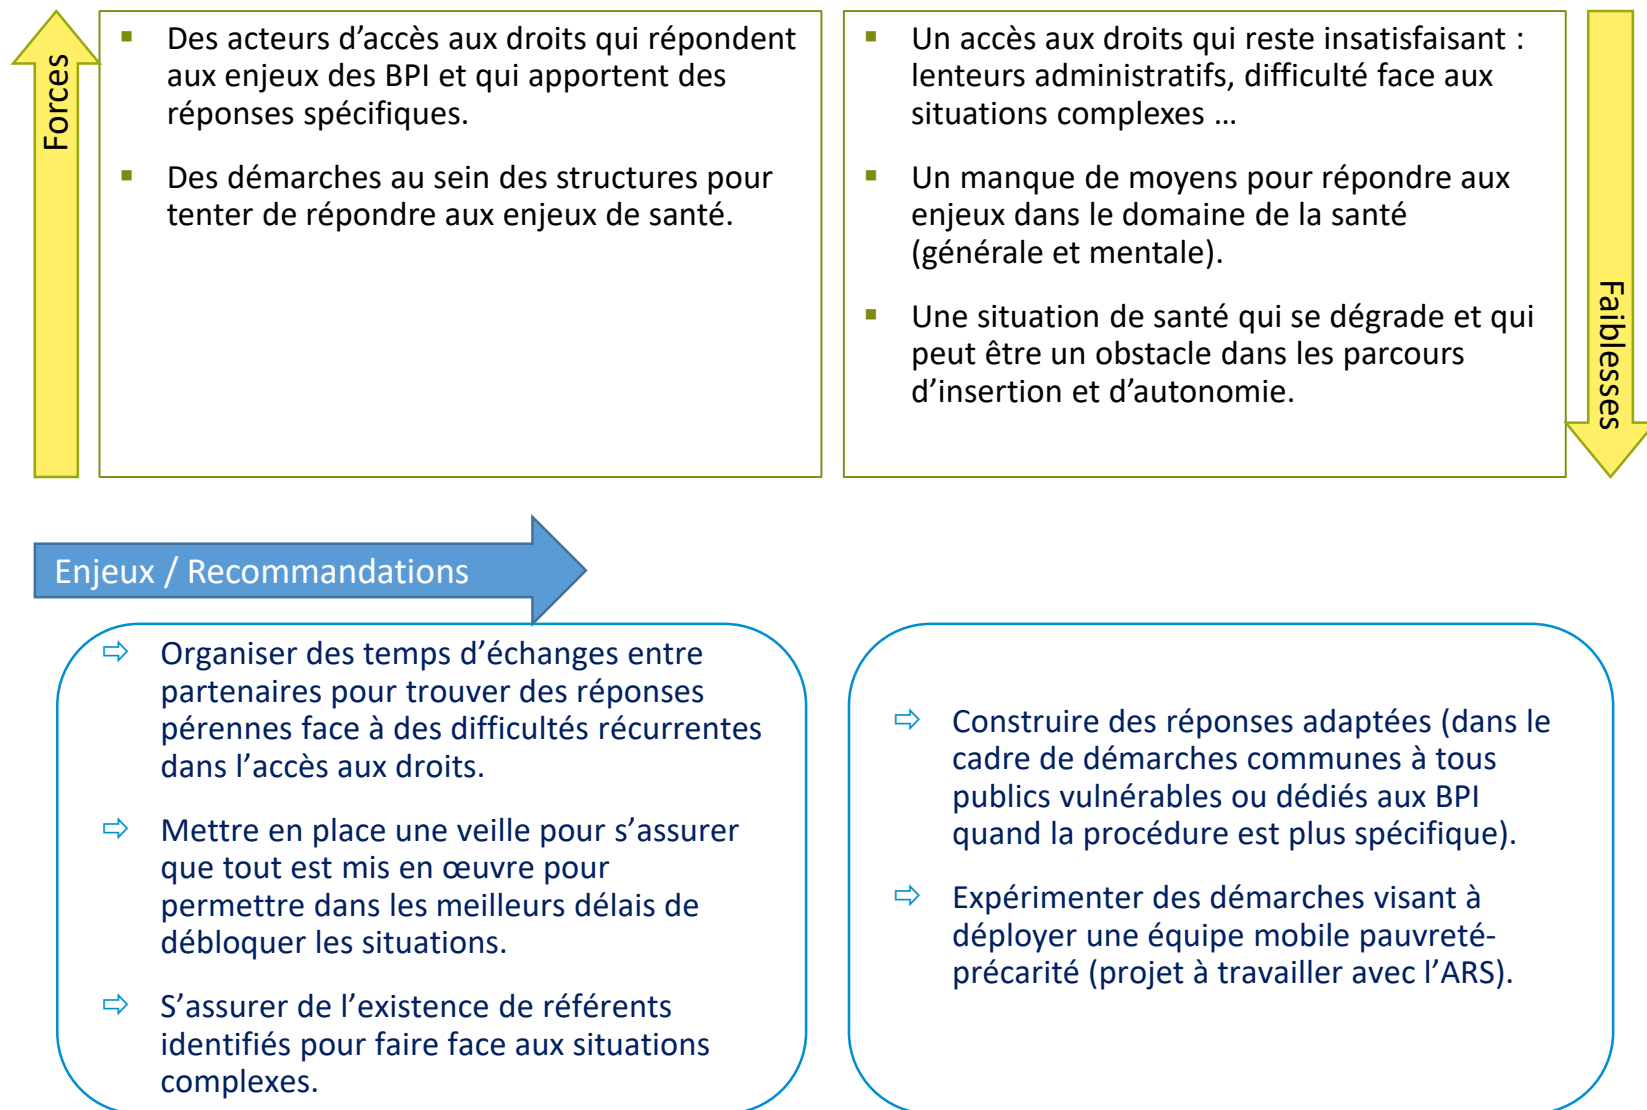 Forces
▪ Des acteurs d’accès aux droits qui répondent
aux enjeux des BPI et qui apportent des
réponses spécifiques.
▪ Des démarches au sein des structures pour
tenter de répondre aux enjeux de santé.
▪ Un accès aux droits qui reste insatisfaisant :
lenteurs administratifs, difficulté face aux
situations complexes …
▪ Un manque de moyens pour répondre aux
enjeux dans le domaine de la santé
(générale et mentale).
▪ Une situation de santé qui se dégrade et qui
peut être un obstacle dans les parcours
d’insertion et d’autonomie.
Faiblesses
Enjeux / Recommandations
⇨ Organiser des temps d’échanges entre
partenaires pour trouver des réponses
pérennes face à des difficultés récurrentes
dans l’accès aux droits.
⇨ Mettre en place une veille pour s’assurer
que tout est mis en œuvre pour
permettre dans les meilleurs délais de
débloquer les situations.
⇨ S’assurer de l’existence de référents
identifiés pour faire face aux situations
complexes.
⇨ Construire des réponses adaptées (dans le
cadre de démarches communes à tous
publics vulnérables ou dédiés aux BPI
quand la procédure est plus spécifique).
⇨ Expérimenter des démarches visant à
déployer une équipe mobile pauvreté-
précarité (projet à travailler avec l’ARS).